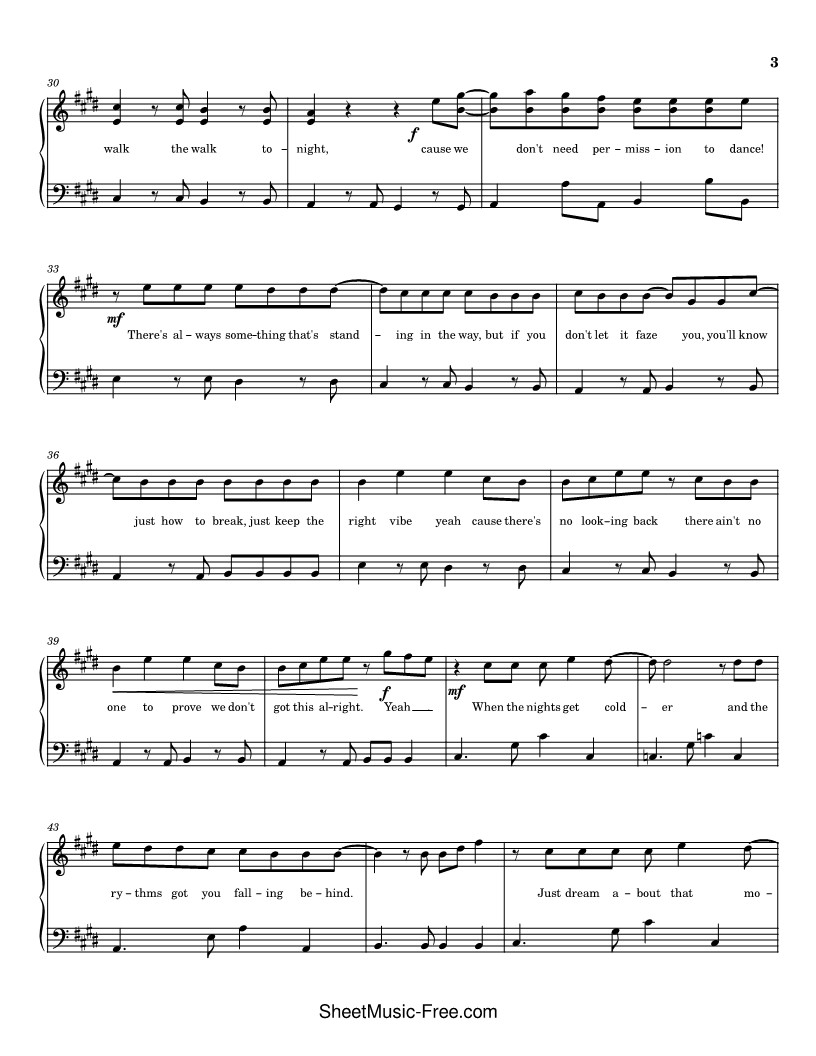 3
30
f
walk the walk to – night, cause we don't need per – miss – ion to dance!
33
mf
There's al – ways some – thing that's stand – ing in the way, but if you don't let it faze you, you'll know
36
just how to break, just keep the right vibe yeah cause there's no look – ing back there ain't no
39
f mf
one to prove we don't got this al – right. Yeah When the nights get cold – er and the
43
ry – thms got you fall – ing be – hind. Just dream a – bout that mo –
SheetMusic-Free.com